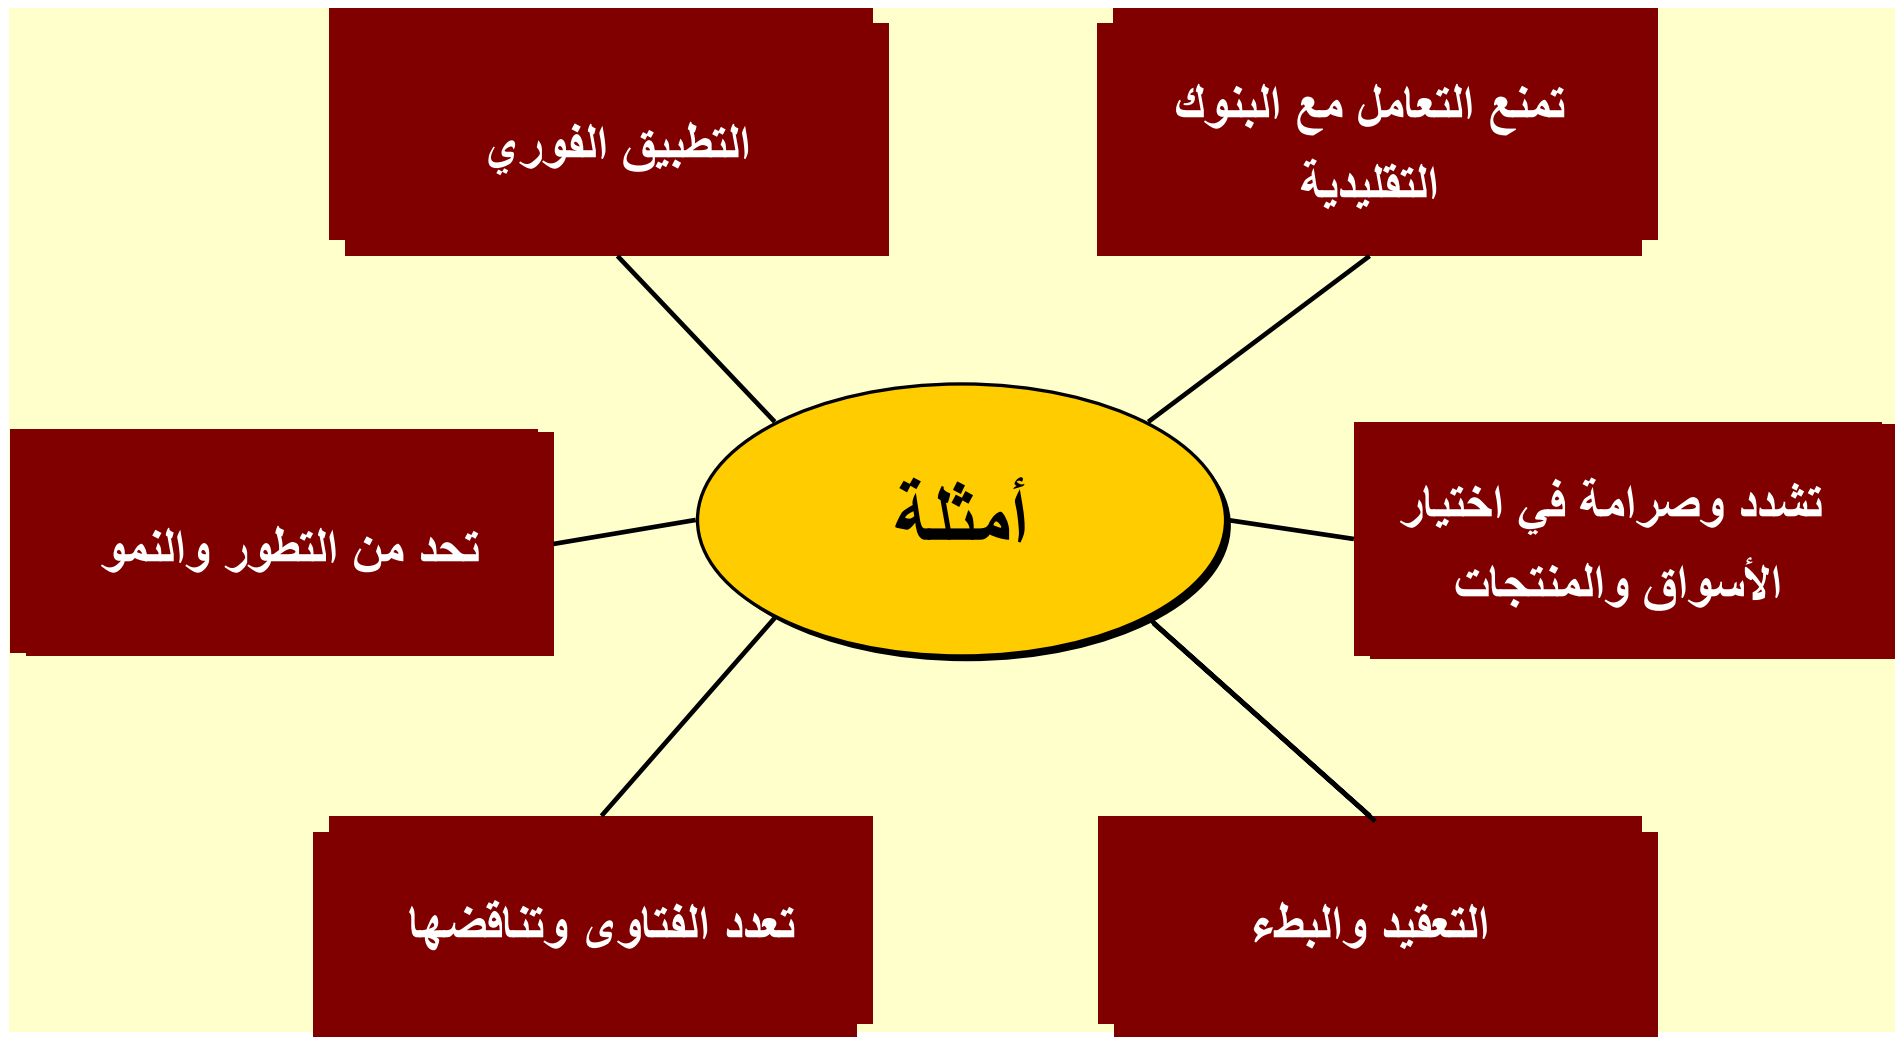 تمنع التعامل مع البنوك
التقليدية
التطبيق الفوري
تشدد وصرامة في اختيار
الأسواق والمنتجات
أمثلة
تحد من التطور والنمو
التعقيد والبطء
تعدد الفتاوى وتناقضها